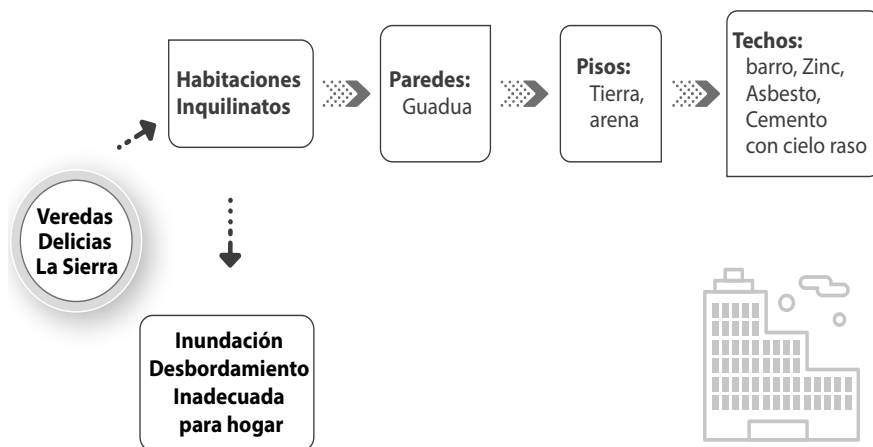 Veredas
Delicias
La Sierra
Habitaciones
Inquilinatos
Paredes:
Guadua
Pisos:
Tierra,
arena
Techos:
barro, Zinc,
Asbesto,
Cemento
con cielo raso
Inundación
Desbordamiento
Inadecuada
para hogar